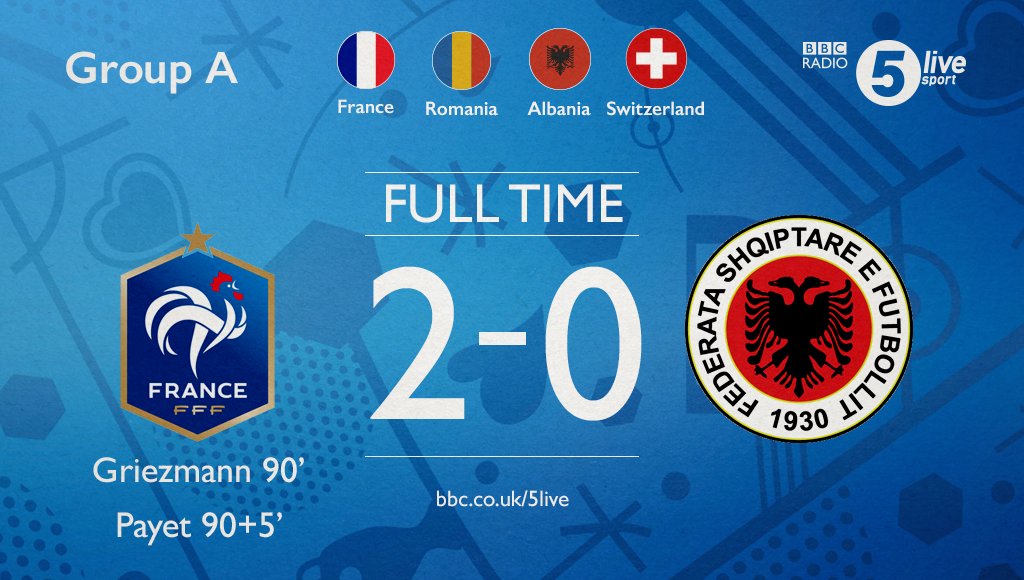 Group A
France
Romania
Albania
Switzerland
BBC
RADIO
5 live
sport
FULL TIME
2-0
FRANCE
FFF
FEDERATA SHQIPTARE E FUTBOLLIT
1930
Griezmann 90’
Payet 90+5’
bbc.co.uk/5live